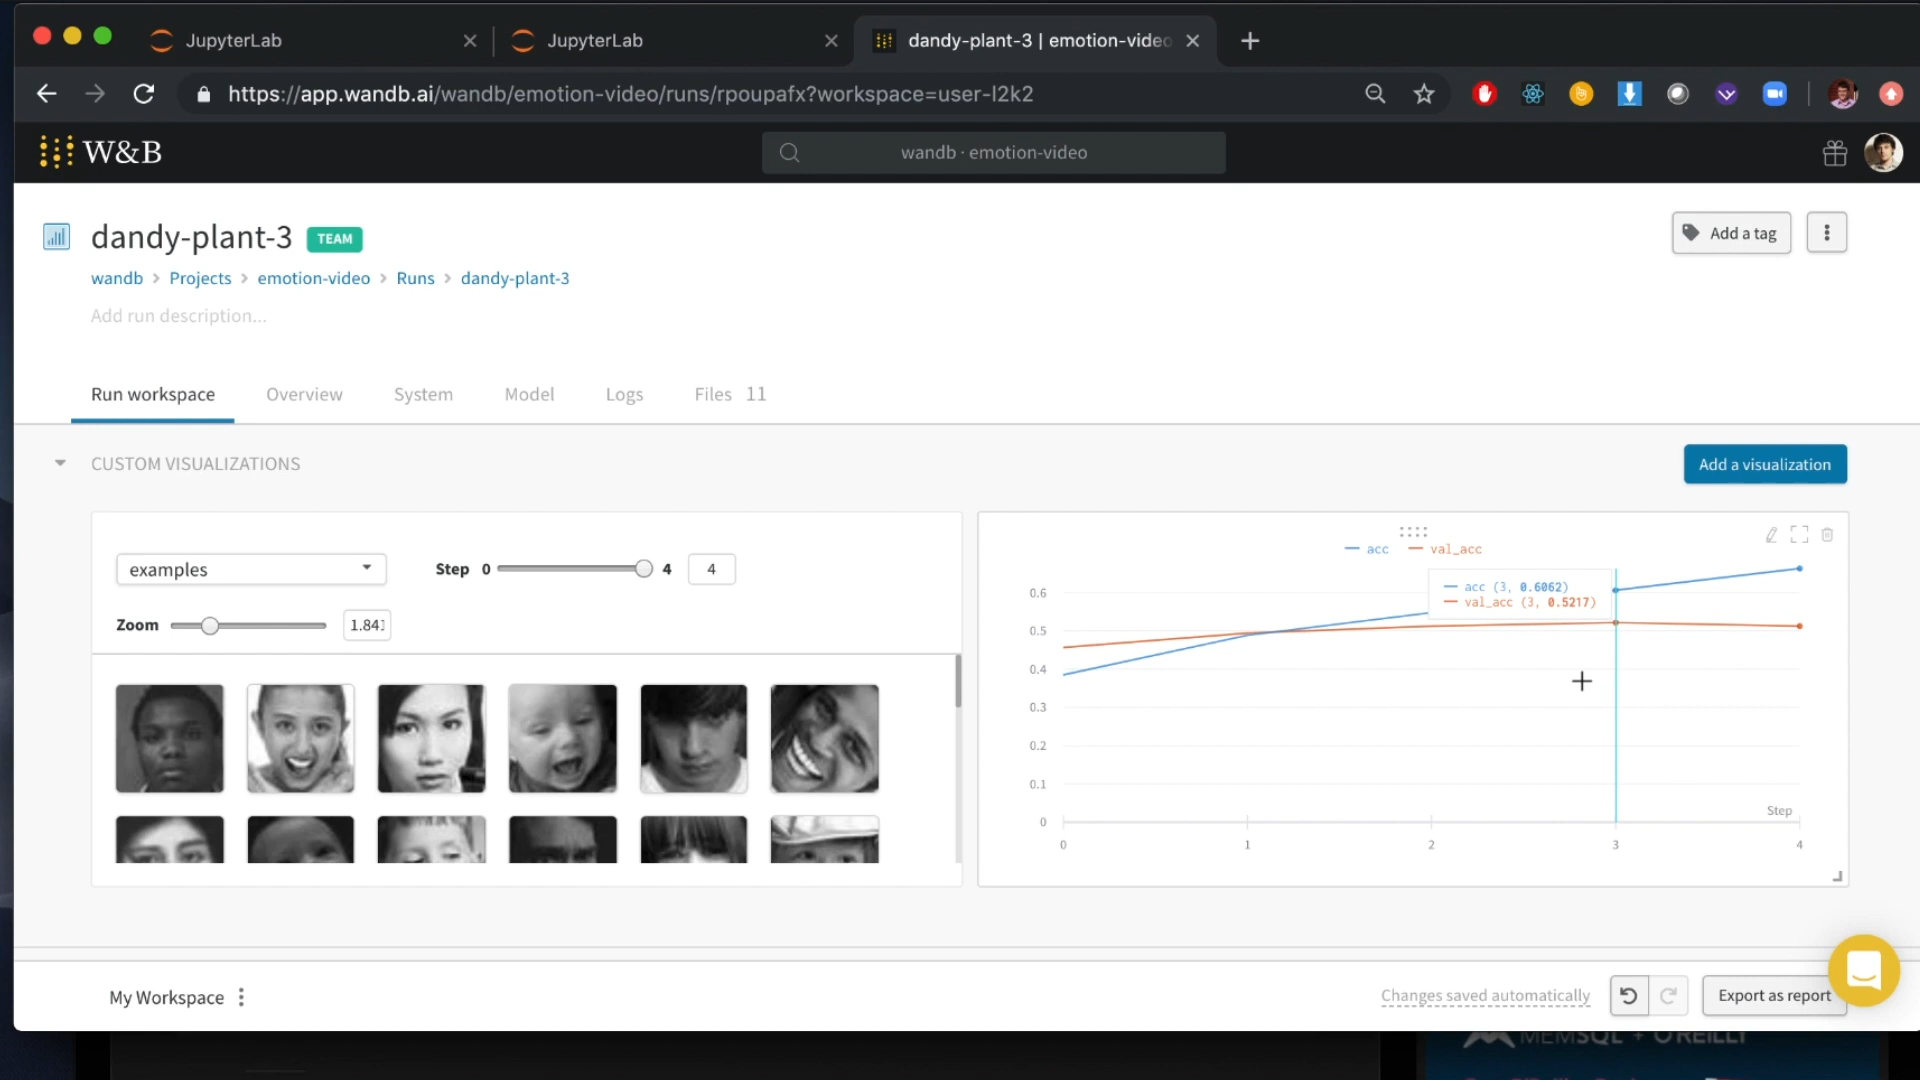 JupyterLab
JupyterLab
dandy-plant-3 | emotion-video
https://app.wandb.ai/wandb/emotion-video/runs/rpoupafx?workspace=user-l2k2
W&B
wandb · emotion-video
dandy-plant-3 TEAM
Add a tag
wandb > Projects > emotion-video > Runs > dandy-plant-3
Add run description...
Run workspace Overview System Model Logs Files 11
CUSTOM VISUALIZATIONS
Add a visualization
examples
Step 0 4 4
Zoom 1.841
acc val_acc
acc (3, 0.6062)
val_acc (3, 0.5217)
0.6
0.5
0.4
0.3
0.2
0.1
0
Step
0 1 2 3 4
My Workspace
Changes saved automatically
Export as report
MEMSQL + O'REILLY